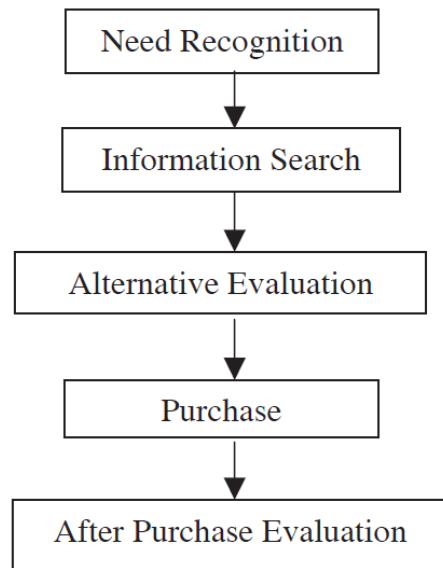 Need Recognition
Information Search
Alternative Evaluation
Purchase
After Purchase Evaluation